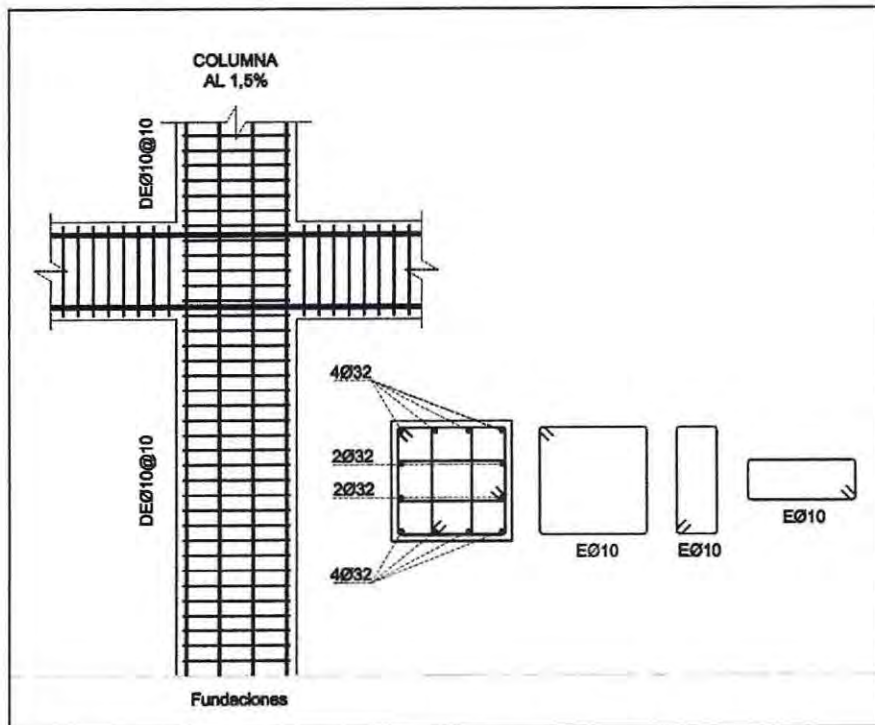 COLUMNA
AL 1,5%
DEØ10@10
DEØ10@10
4Ø32
2Ø32
2Ø32
4Ø32
EØ10
EØ10
EØ10
Fundaciones